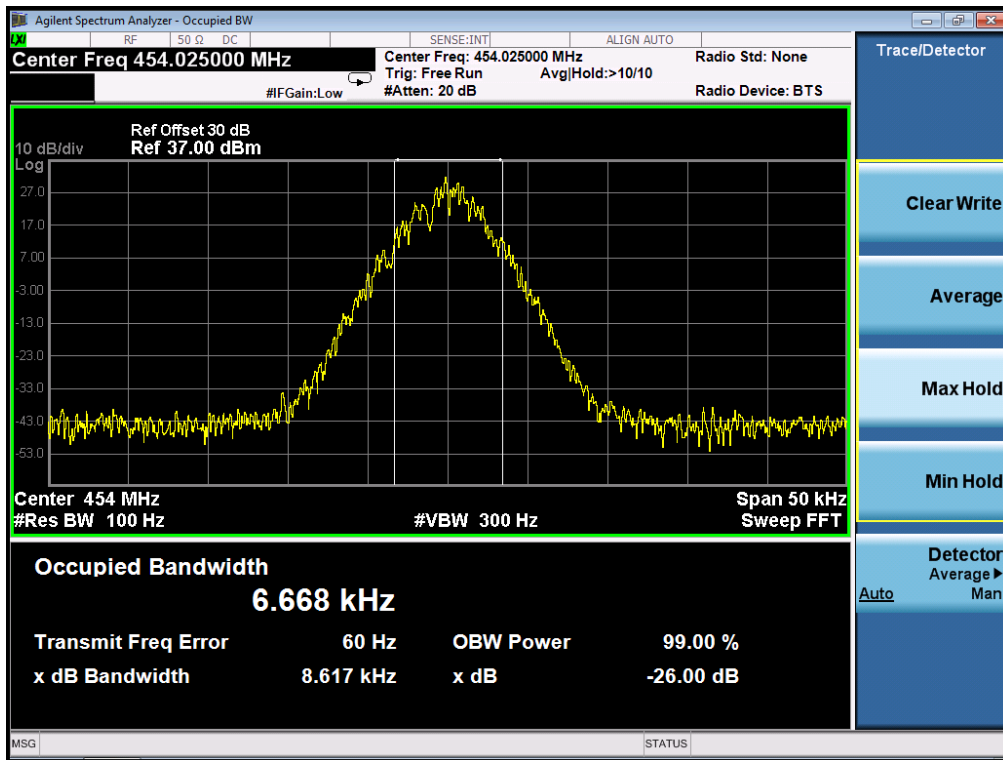 Agilent Spectrum Analyzer - Occupied BW
LXI RF 50 Ω DC SENSE:INT ALIGN AUTO
Center Freq 454.025000 MHz
#IFGain:Low
Center Freq: 454.025000 MHz
Trig: Free Run Avg|Hold:>10/10
#Atten: 20 dB
Radio Std: None
Radio Device: BTS
Ref Offset 30 dB
10 dB/div Ref 37.00 dBm
Log
27.0
17.0
7.00
-3.00
-13.0
-23.0
-33.0
-43.0
-53.0
Center 454 MHz Span 50 kHz
#Res BW 100 Hz #VBW 300 Hz Sweep FFT
Occupied Bandwidth
6.668 kHz
Transmit Freq Error 60 Hz OBW Power 99.00 %
x dB Bandwidth 8.617 kHz x dB -26.00 dB
MSG STATUS
Trace/Detector
Clear Write
Average
Max Hold
Min Hold
Detector
Average
Auto Man